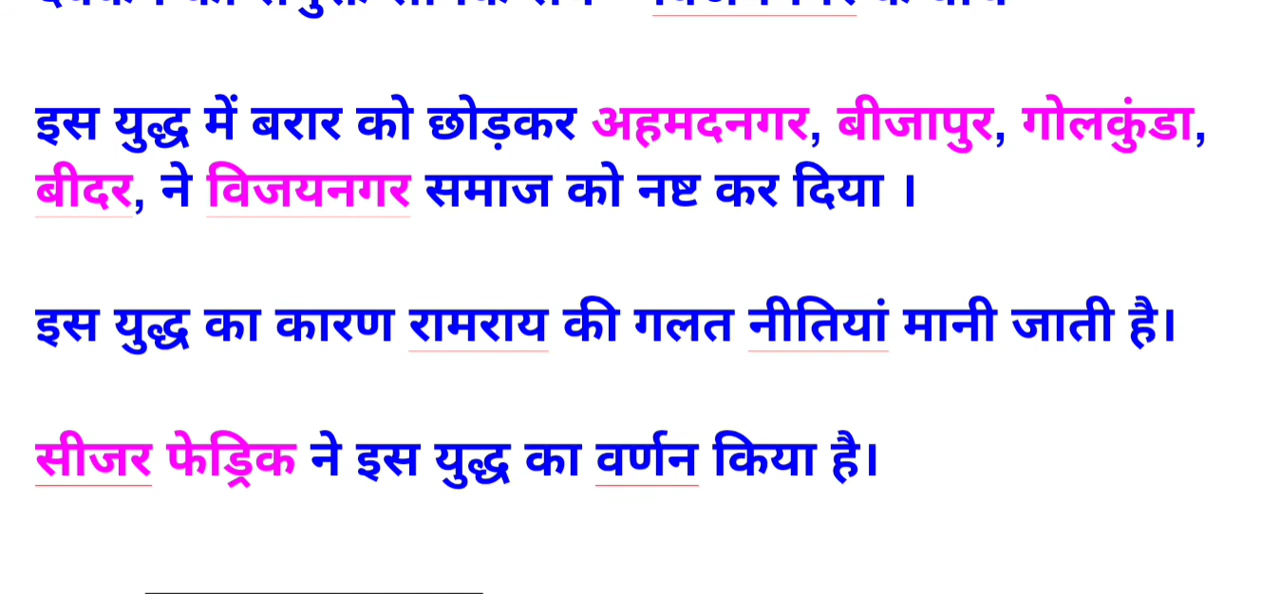 इस युद्ध में बरार को छोड़कर अहमदनगर, बीजापुर, गोलकुंडा,
बीदर, ने विजयनगर समाज को नष्ट कर दिया ।
इस युद्ध का कारण रामराय की गलत नीतियां मानी जाती है।
सीजर फेड्रिक ने इस युद्ध का वर्णन किया है।